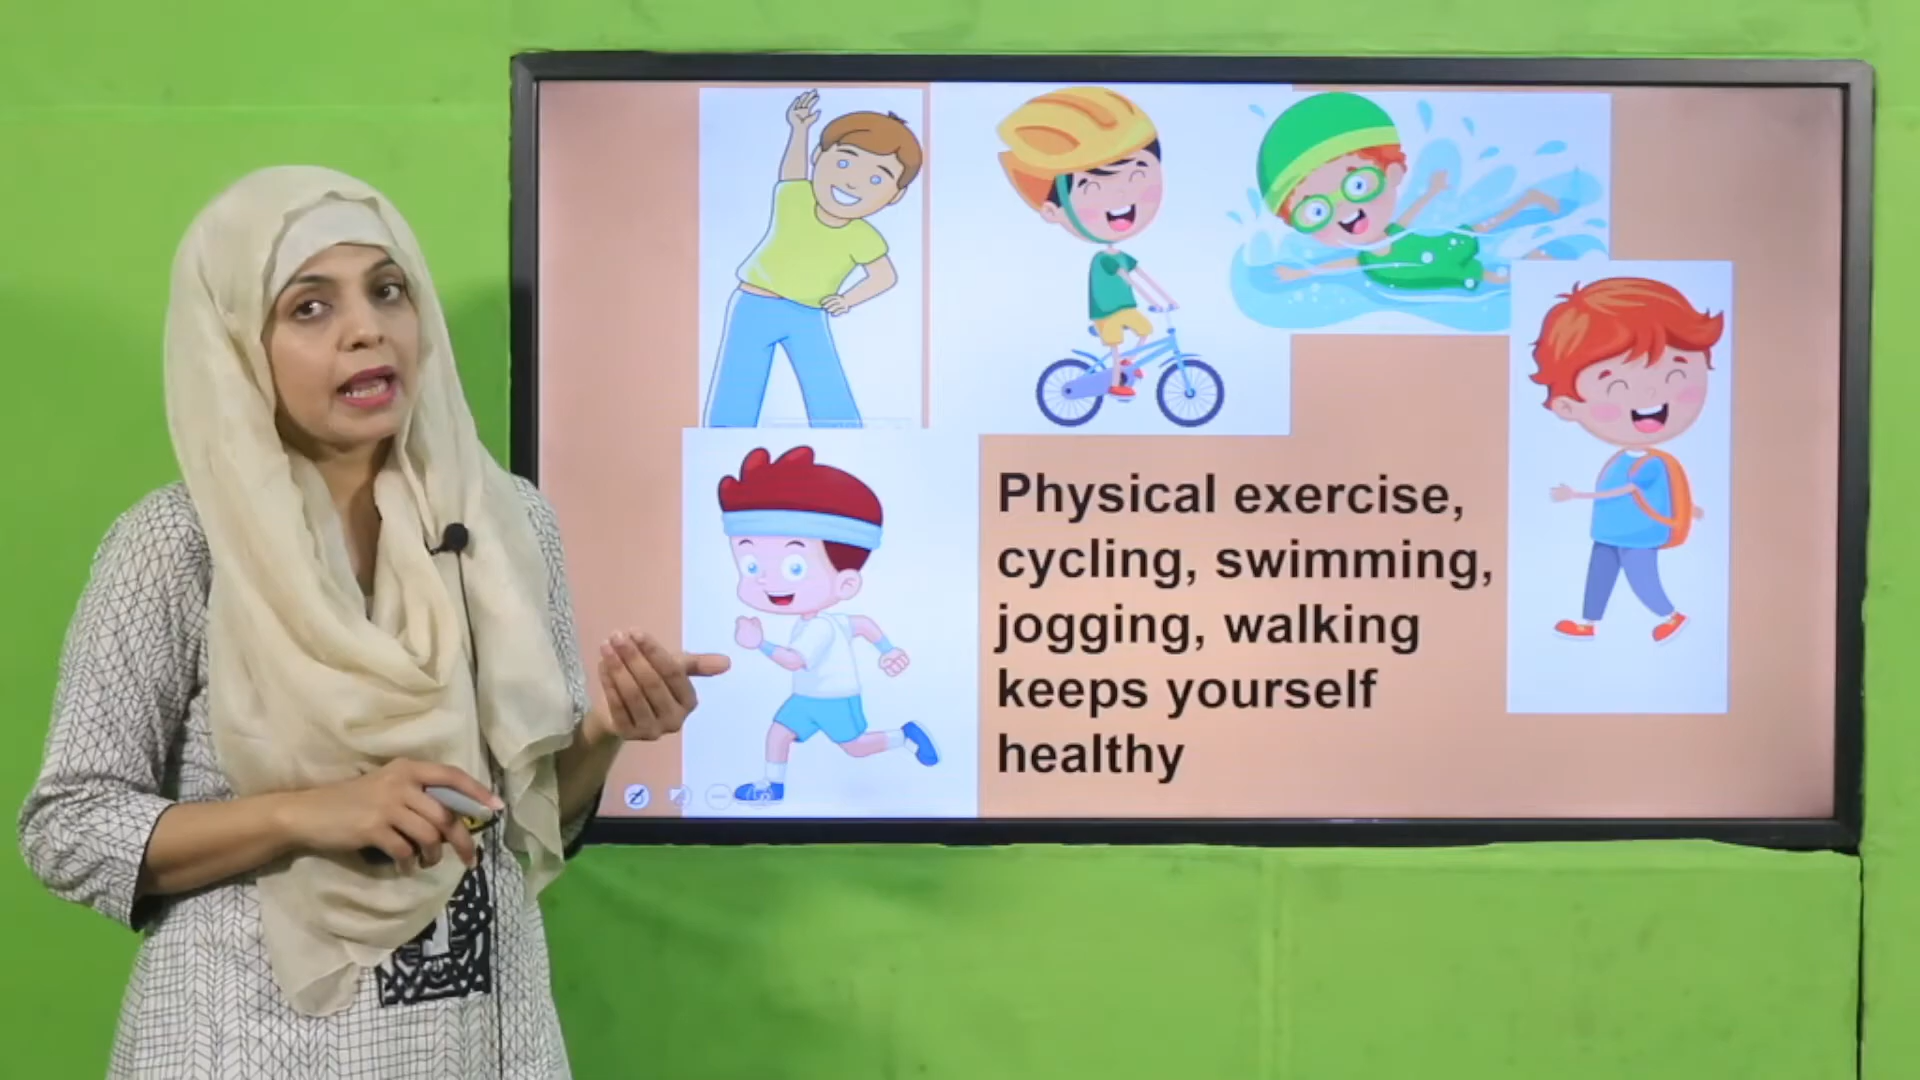 Physical exercise,
cycling, swimming,
jogging, walking
keeps yourself
healthy